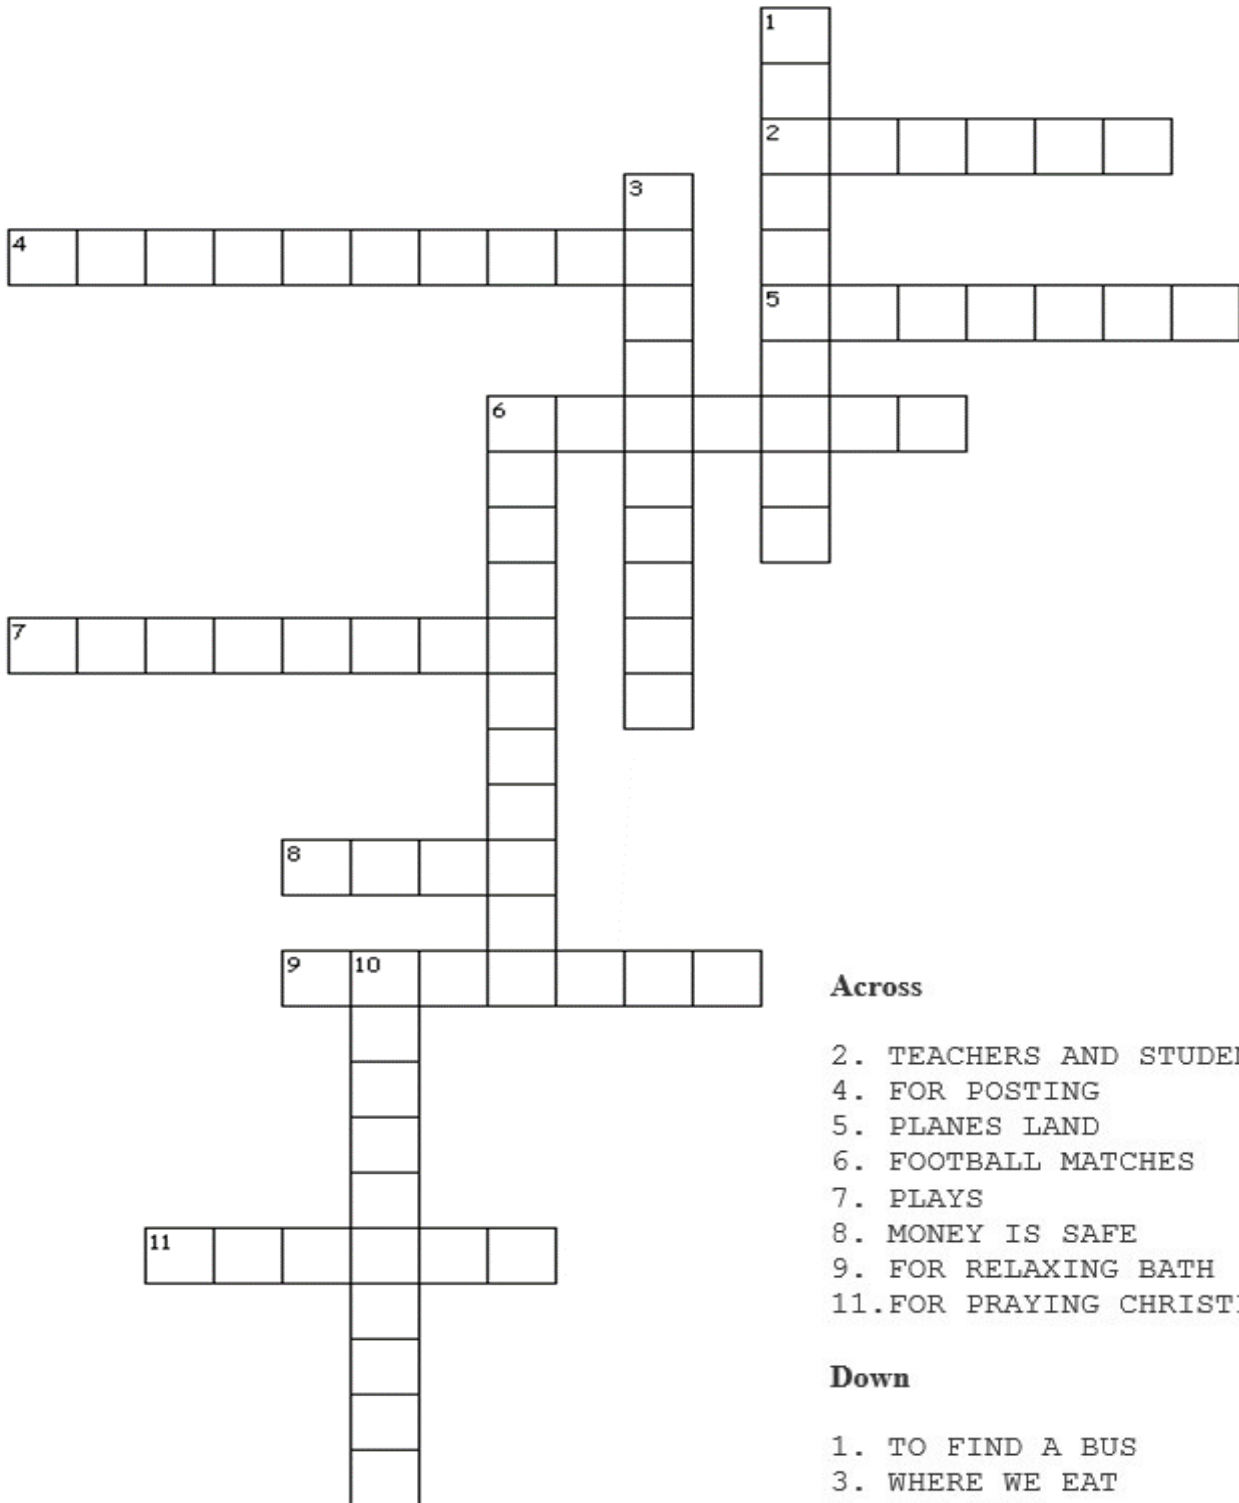 1
2
3
4
5
6
7
8
9 10
11
Across
2. TEACHERS AND
4. FOR POSTING
5. PLANES LAND
6. FOOTBALL MATCHES
7. PLAYS
8. MONEY IS SAFE
9. FOR RELAXING BATH
11.FOR PRAYING
Down
1. TO FIND A BUS
3. WHERE WE EAT